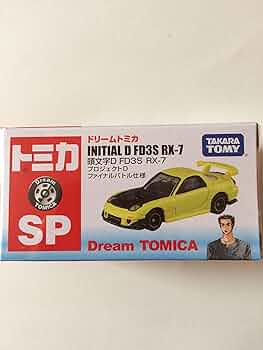 トミカ
Dream
TOMICA
SP
ドリームトミカ
INITIAL D FD3S RX-7
頭文字D FD3S RX-7
プロジェクトD
ファイナルバトル仕様
TAKARA
TOMY
Dream TOMICA